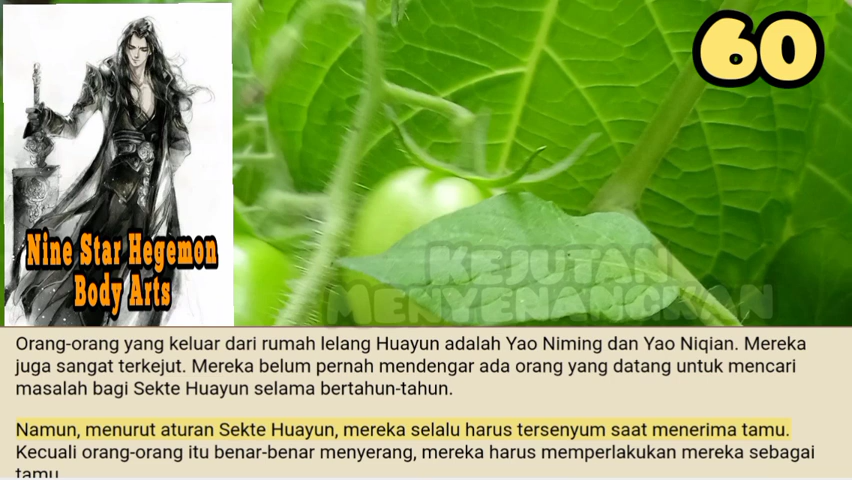 60
Nine Star Hegemon
Body Arts
KEJUTAN
MENYENANGKAN
Orang-orang yang keluar dari rumah lelang Huayun adalah Yao Niming dan Yao Niqian. Mereka
juga sangat terkejut. Mereka belum pernah mendengar ada orang yang datang untuk mencari
masalah bagi Sekte Huayun selama bertahun-tahun.
Namun, menurut aturan Sekte Huayun, mereka selalu harus tersenyum saat menerima tamu.
Kecuali orang-orang itu benar-benar menyerang, mereka harus memperlakukan mereka sebagai
tamu